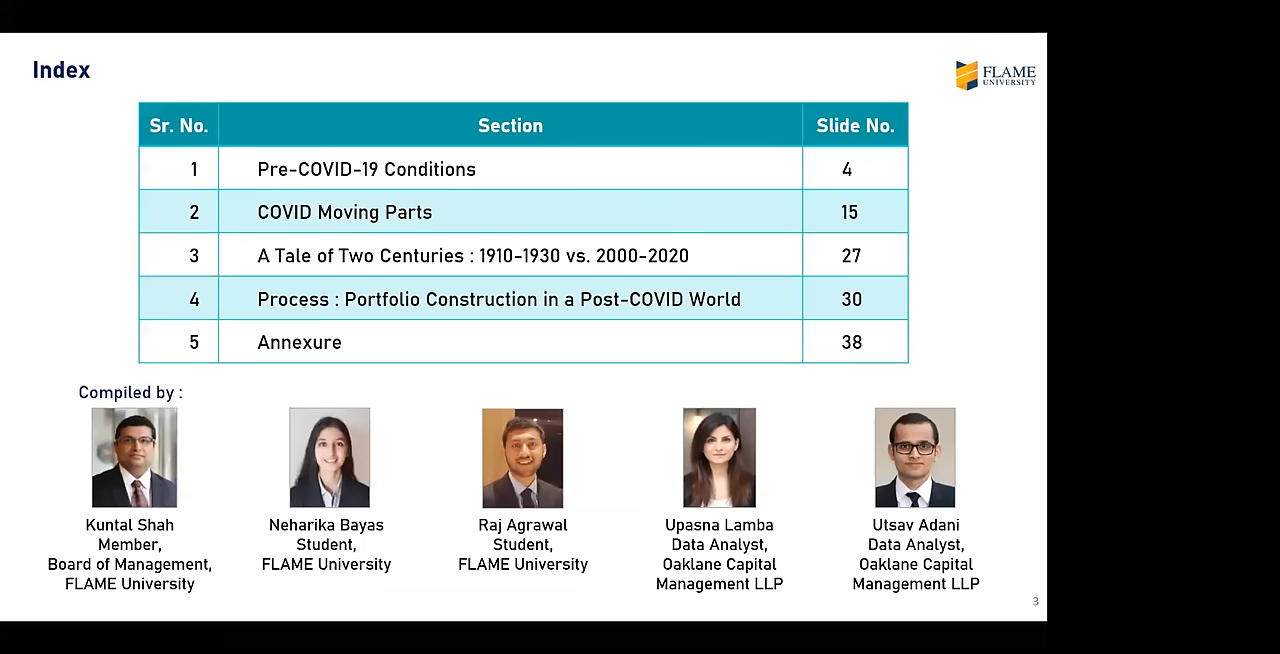 Index
FLAME
UNIVERSITY
Sr. No. Section Slide No.
1 Pre-COVID-19 Conditions 4
2 COVID Moving Parts 15
3 A Tale of Two Centuries : 1910-1930 vs. 2000-2020 27
4 Process : Portfolio Construction in a Post-COVID World 30
5 Annexure 38
Compiled by :
Kuntal Shah
Member,
Board of Management,
FLAME University
Neharika Bayas
Student,
FLAME University
Raj Agrawal
Student,
FLAME University
Upasna Lamba
Data Analyst,
Oaklane Capital
Management LLP
Utsav Adani
Data Analyst,
Oaklane Capital
Management LLP
3